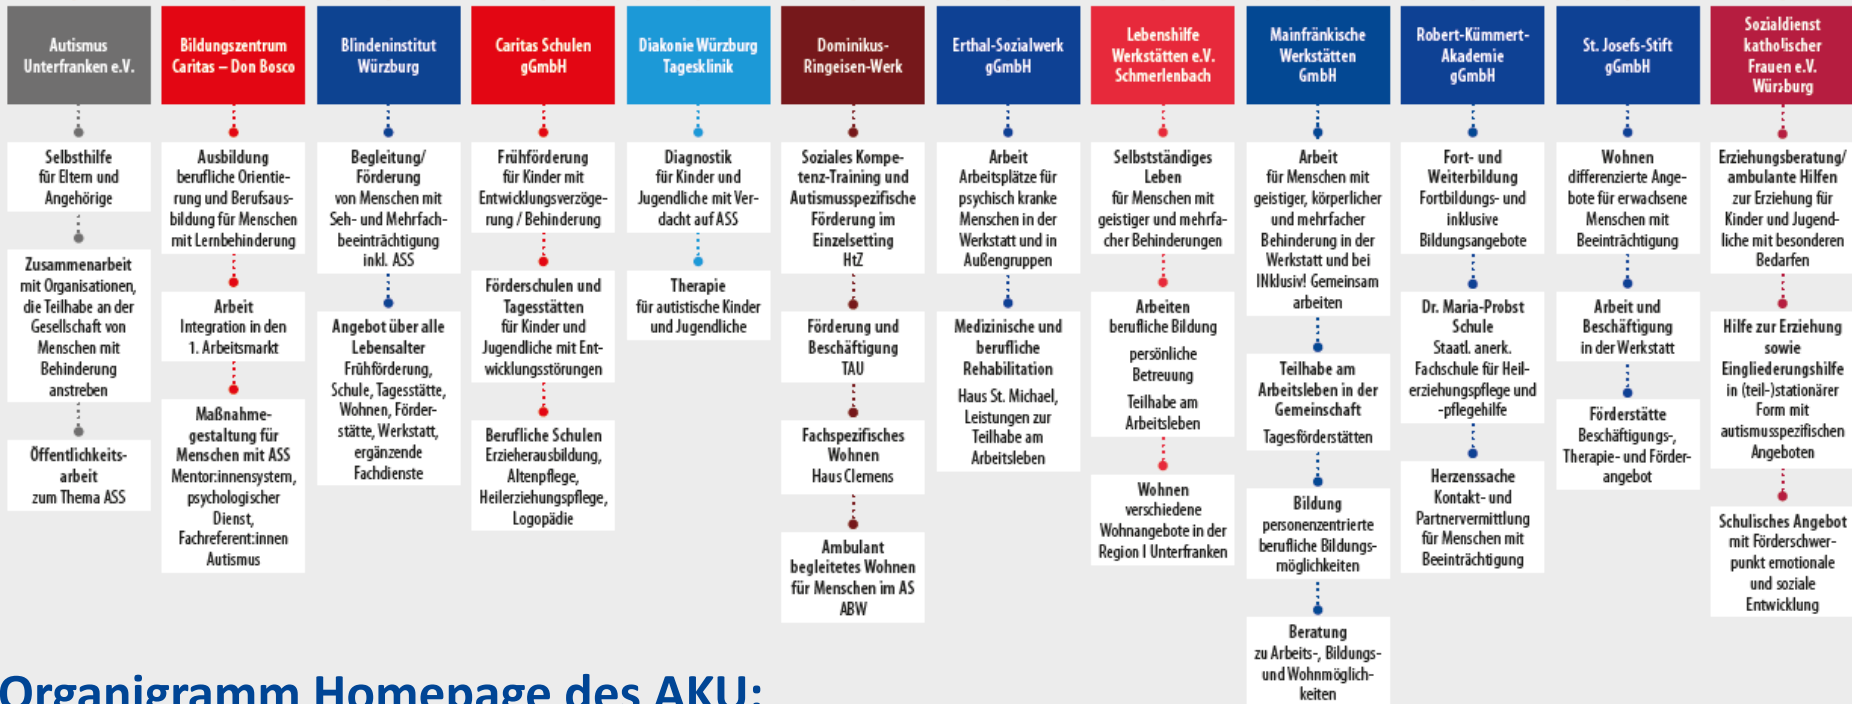 Autismus
Unterfranken e.V.
Selbsthilfe
für Eltern und
Angehörige
Zusammenarbeit
mit Organisationen,
die Teilhabe an der
Gesellschaft von
Menschen mit
Behinderung
anstreben
Öffentlichkeits-
arbeit
zum Thema ASS
Bildungszentrum
Caritas – Don Bosco
Ausbildung
berufliche Orientie-
rung und Berufsaus-
bildung für Menschen
mit Lernbehinderung
Arbeit
Integration in den
1. Arbeitsmarkt
Maßnahme-
gestaltung für
Menschen mit ASS
Mentor:innensystem,
psychologischer
Dienst,
Fachreferent:innen
Autismus
Blindeninstitut
Würzburg
Begleitung/
Förderung
von Menschen mit
Seh- und Mehrfach-
beeinträchtigung
inkl. ASS
Angebot über alle
Lebensalter
Frühförderung,
Schule, Tagesstätte,
Wohnen, Förder-
stätte, Werkstatt,
ergänzende
Fachdienste
Caritas Schulen
gGmbH
Frühförderung
für Kinder mit
Entwicklungsverzöge-
rung / Behinderung
Förderschulen und
Tagesstätten
für Kinder und
Jugendliche mit Ent-
wicklungsstörungen
Berufliche Schulen
Erzieherausbildung,
Altenpflege,
Heilerziehungspflege,
Logopädie
Diakonie Würzburg
Tagesklinik
Diagnostik
für Kinder und
Jugendliche mit Ver-
dacht auf ASS
Therapie
für autistische Kinder
und Jugendliche
Dominikus-
Ringeisen-Werk
Soziales Kompe-
tenz-Training und
Autismusspezifische
Förderung im
Einzelsetting
HtZ
Förderung und
Beschäftigung
TAU
Fachspezifisches
Wohnen
Haus Clemens
Ambulant
begleitetes Wohnen
für Menschen im AS
ABW
Erthal-Sozialwerk
gGmbH
Arbeit
Arbeitsplätze für
psychisch kranke
Menschen in der
Werkstatt und in
Außengruppen
Medizinische und
berufliche
Rehabilitation
Haus St. Michael,
Leistungen zur
Teilhabe am
Arbeitsleben
Lebenshilfe
Werkstätten e.V.
Schmerlenbach
Selbstständiges
Leben
für Menschen mit
geistiger und mehrfa-
cher Behinderungen
Arbeiten
berufliche Bildung
persönliche
Betreuung
Teilhabe am
Arbeitsleben
Wohnen
verschiedene
Wohnangebote in der
Region I Unterfranken
Mainfränkische
Werkstätten
GmbH
Arbeit
für Menschen mit
geistiger, körperlicher
und mehrfacher
Behinderung in der
Werkstatt und bei
INklusiv! Gemeinsam
arbeiten
Teilhabe am
Arbeitsleben in der
Gemeinschaft
Tagesförderstätten
Bildung
personenzentrierte
berufliche Bildungs-
möglichkeiten
Beratung
zu Arbeits-, Bildungs-
und Wohnmöglich-
keiten
Robert-Kümmert-
Akademie
gGmbH
Fort- und
Weiterbildung
Fortbildungs- und
inklusive
Bildungsangebote
Dr. Maria-Probst
Schule
Staatl. anerk.
Fachschule für Heil-
erziehungspflege und
-pflegehilfe
Herzenssache
Kontakt- und
Partnervermittlung
für Menschen mit
Beeinträchtigung
St. Josefs-Stift
gGmbH
Wohnen
differenzierte Ange-
bote für erwachsene
Menschen mit
Beeinträchtigung
Arbeit und
Beschäftigung
in der Werkstatt
Förderstätte
Beschäftigungs-,
Therapie- und Förder-
angebot
Sozialdienst
katholischer
Frauen e.V.
Würzburg
Erziehungsberatung/
ambulante Hilfen
zur Erziehung für
Kinder und Jugend-
liche mit besonderen
Bedarfen
Hilfe zur Erziehung
sowie
Eingliederungshilfe
in (teil-)stationärer
Form mit
autismusspezifischen
Angeboten
Schulisches Angebot
mit Förderschwer-
punkt emotionale
und soziale
Entwicklung
Organigramm Homepage des AKU: